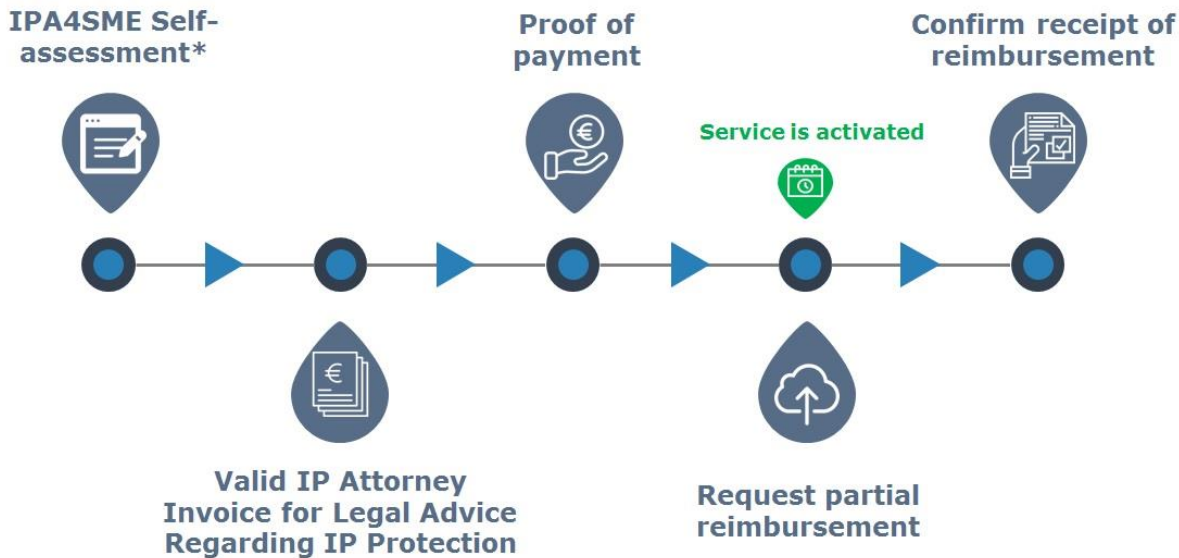 IPA4SME Self-
assessment*
Proof of
payment
Confirm receipt of
reimbursement
Service is activated
€
€
Valid IP Attorney
Invoice for Legal Advice
Regarding IP Protection
Request partial
reimbursement